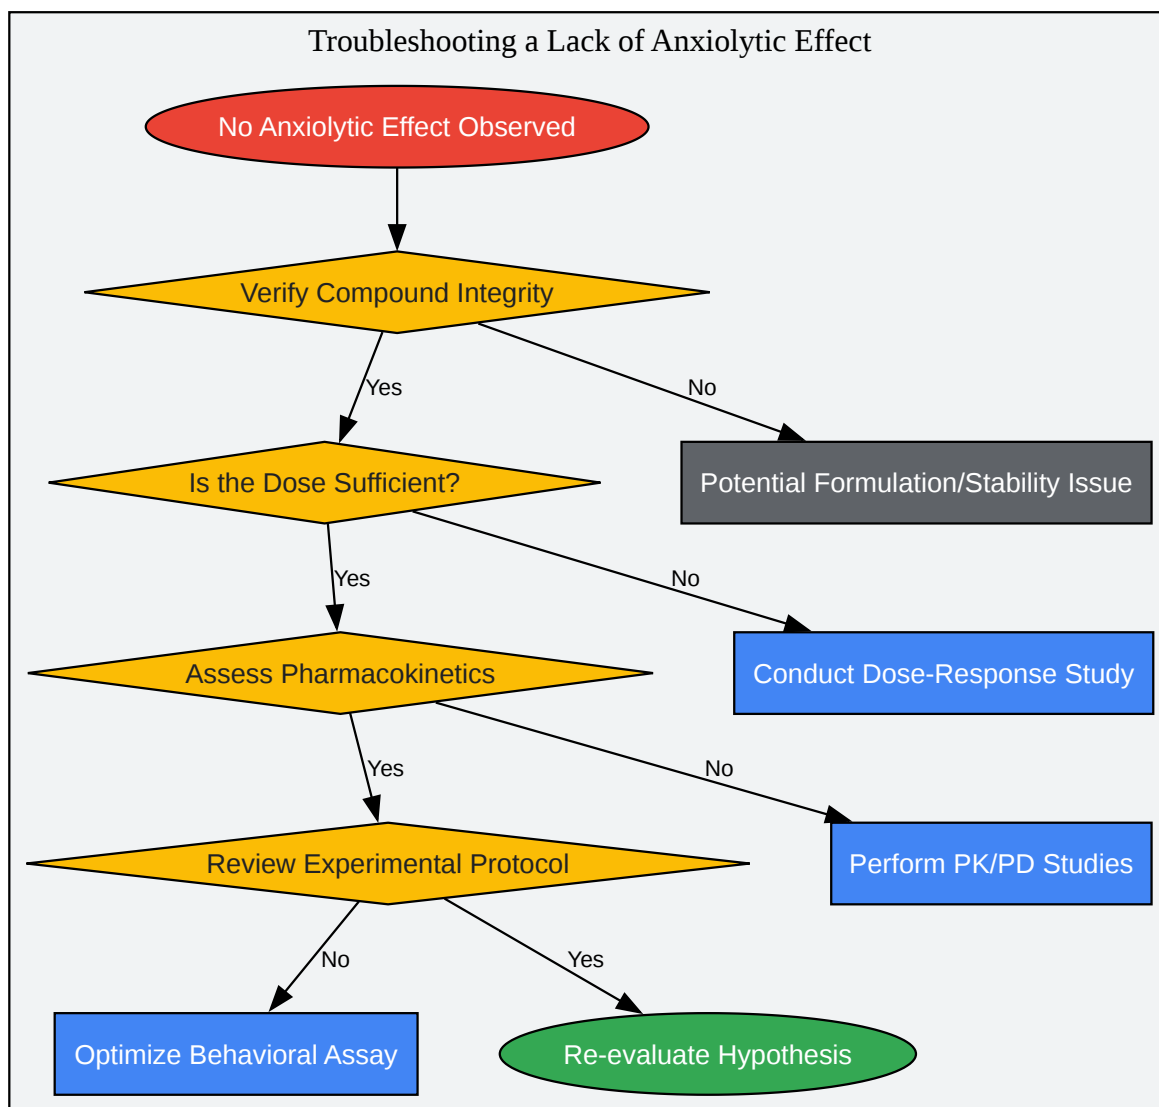 Troubleshooting a Lack of Anxiolytic Effect
No Anxiolytic Effect Observed
Verify Compound Integrity
Yes
No
Is the Dose Sufficient?
Potential Formulation/Stability Issue
Yes
No
Assess Pharmacokinetics
Conduct Dose-Response Study
Yes
No
Review Experimental Protocol
Perform PK/PD Studies
No
Yes
Optimize Behavioral Assay
Re-evaluate Hypothesis